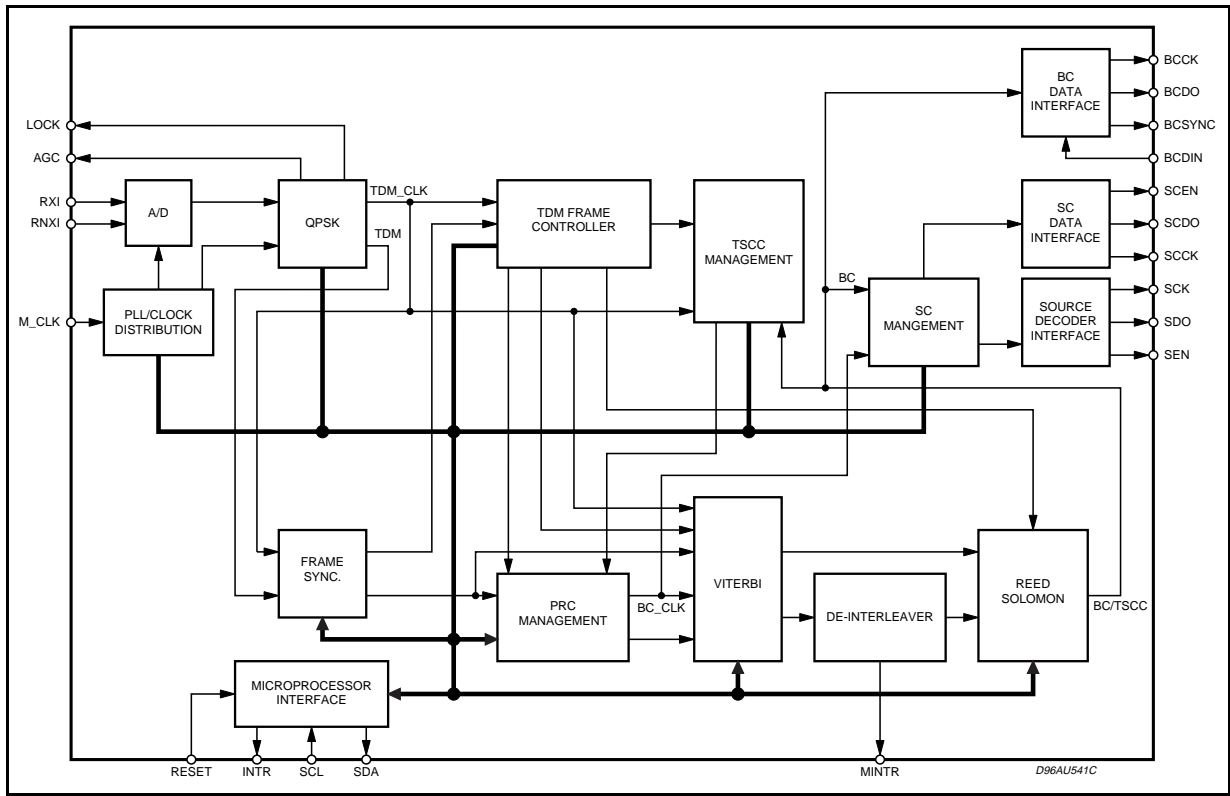 BCCK
BC
DATA
INTERFACE
BCDO
BCSYNC
BCDIN
LOCK
AGC
RXI
RNXI
A/D
QPSK
TDM_CLK
TDM
TDM FRAME
CONTROLLER
TSCC
MANAGEMENT
SC
DATA
INTERFACE
SCEN
SCDO
SCCK
M_CLK
PLL/CLOCK
DISTRIBUTION
BC
SC
MANGEMENT
SOURCE
DECODER
INTERFACE
SCK
SDO
SEN
FRAME
SYNC.
PRC
MANAGEMENT
BC_CLK
VITERBI
DE-INTERLEAVER
REED
SOLOMON
BC/TSCC
MICROPROCESSOR
INTERFACE
RESET
INTR
SCL
SDA
MINTR
D96AU541C